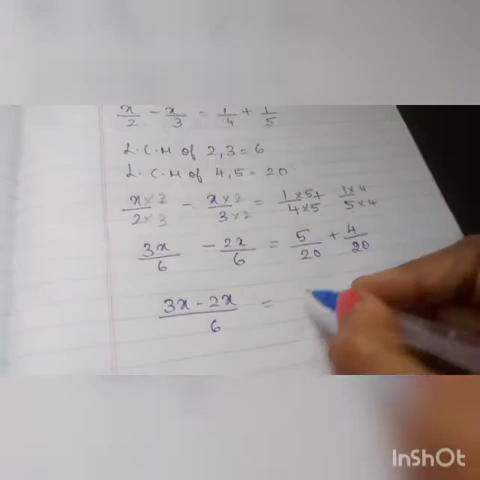 x/2 - x/3 = 1/4 + 1/5
L.C.M of 2,3=6
L.C.M of 4,5=20
x×3/2×3 - x×2/3×2 = 1×5/4×5 + 1×4/5×4
3x/6 - 2x/6 = 5/20 + 4/20
3x-2x/6 =
InShOt